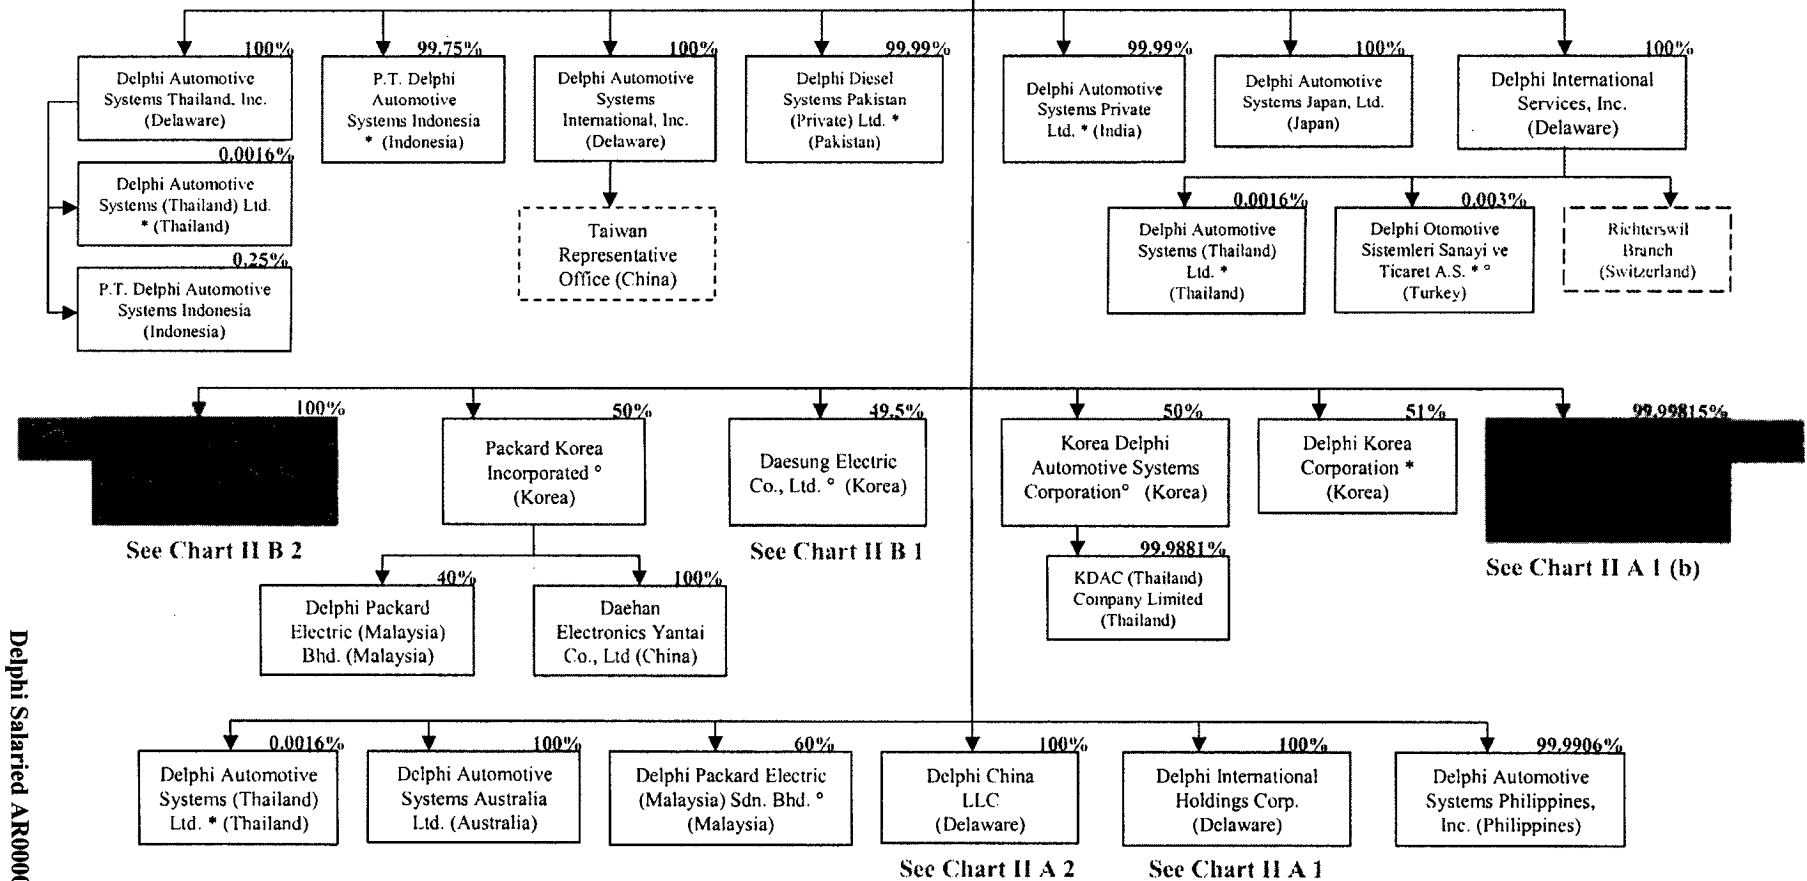 100%
Delphi Automotive
Systems Thailand, Inc.
(Delaware)
99.75%
P.T. Delphi
Automotive
Systems Indonesia
* (Indonesia)
100%
Delphi Automotive
Systems
International, Inc.
(Delaware)
99.99%
Delphi Diesel
Systems Pakistan
(Private) Ltd. *
(Pakistan)
99.99%
Delphi Automotive
Systems Private
Ltd. * (India)
100%
Delphi Automotive
Systems Japan, Ltd.
(Japan)
100%
Delphi International
Services, Inc.
(Delaware)
0.0016%
Delphi Automotive
Systems (Thailand) Ltd.
* (Thailand)
0.25%
P.T. Delphi Automotive
Systems Indonesia
(Indonesia)
Taiwan
Representative
Office (China)
0.0016%
Delphi Automotive
Systems (Thailand)
Ltd. *
(Thailand)
0.003%
Delphi Otomotive
Sistemleri Sanayi ve
Ticaret A.S. * °
(Turkey)
Richterswil
Branch
(Switzerland)
100%
See Chart II B 2
50%
Packard Korea
Incorporated °
(Korea)
49.5%
Daesung Electric
Co., Ltd. ° (Korea)
See Chart II B 1
50%
Korea Delphi
Automotive Systems
Corporation° (Korea)
51%
Delphi Korea
Corporation *
(Korea)
99.99815%
See Chart II A 1 (b)
40%
Delphi Packard
Electric (Malaysia)
Bhd. (Malaysia)
100%
Daehan
Electronics Yantai
Co., Ltd (China)
99.9881%
KDAC (Thailand)
Company Limited
(Thailand)
0.0016%
Delphi Automotive
Systems (Thailand)
Ltd. * (Thailand)
100%
Delphi Automotive
Systems Australia
Ltd. (Australia)
60%
Delphi Packard Electric
(Malaysia) Sdn. Bhd. °
(Malaysia)
100%
Delphi China
LLC
(Delaware)
See Chart II A 2
100%
Delphi International
Holdings Corp.
(Delaware)
See Chart II A 1
99.9906%
Delphi Automotive
Systems Philippines,
Inc. (Philippines)
Delphi Salaried AR0000